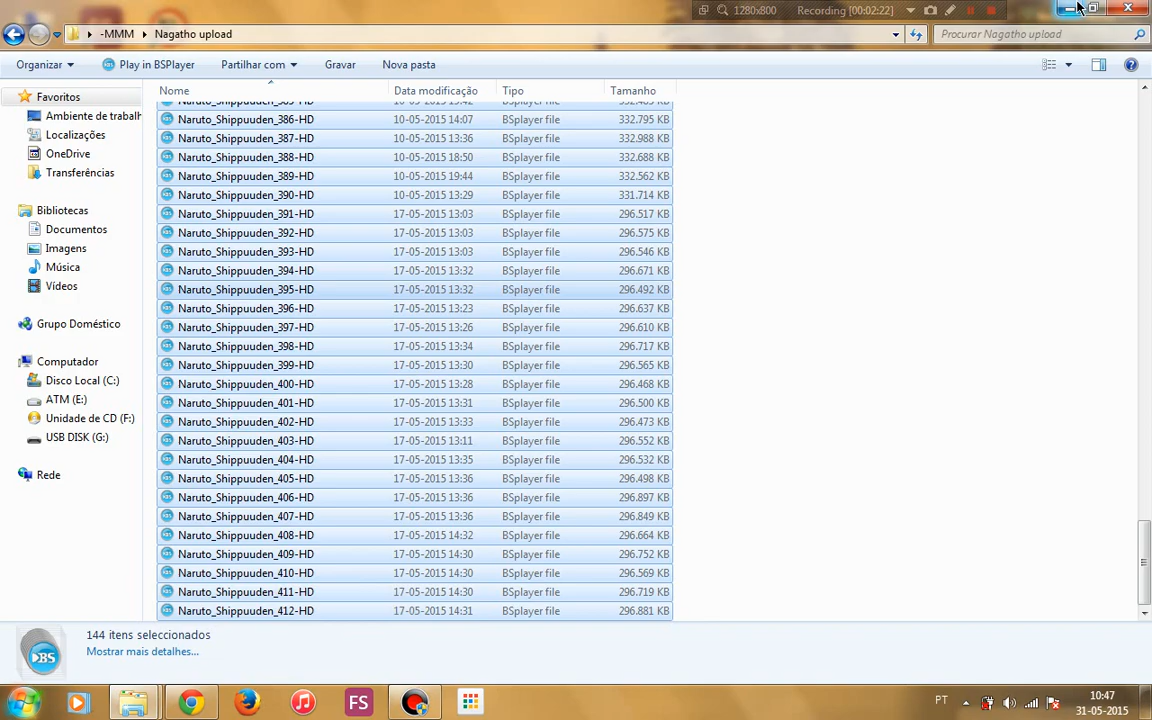 1280x800 Recording [00:02:22]
-MMM Nagatho upload Procurar Nagatho upload
Organizar Play in BSPlayer Partilhar com Gravar Nova pasta
Nome Data modificação Tipo Tamanho
Favoritos
Ambiente de trabalh
Localizações
OneDrive
Transferências
Bibliotecas
Documentos
Imagens
Música
Vídeos
Grupo Doméstico
Computador
Disco Local (C:)
ATM (E:)
Unidade de CD (F:)
USB DISK (G:)
Rede
Naruto_Shippuuden_385-HD 10-05-2015 13:42 BSplayer file 332.485 KB
Naruto_Shippuuden_386-HD 10-05-2015 14:07 BSplayer file 332.795 KB
Naruto_Shippuuden_387-HD 10-05-2015 13:36 BSplayer file 332.988 KB
Naruto_Shippuuden_388-HD 10-05-2015 18:50 BSplayer file 332.688 KB
Naruto_Shippuuden_389-HD 10-05-2015 19:44 BSplayer file 332.562 KB
Naruto_Shippuuden_390-HD 10-05-2015 13:29 BSplayer file 331.714 KB
Naruto_Shippuuden_391-HD 17-05-2015 13:03 BSplayer file 296.517 KB
Naruto_Shippuuden_392-HD 17-05-2015 13:03 BSplayer file 296.575 KB
Naruto_Shippuuden_393-HD 17-05-2015 13:03 BSplayer file 296.546 KB
Naruto_Shippuuden_394-HD 17-05-2015 13:32 BSplayer file 296.671 KB
Naruto_Shippuuden_395-HD 17-05-2015 13:32 BSplayer file 296.492 KB
Naruto_Shippuuden_396-HD 17-05-2015 13:23 BSplayer file 296.637 KB
Naruto_Shippuuden_397-HD 17-05-2015 13:26 BSplayer file 296.610 KB
Naruto_Shippuuden_398-HD 17-05-2015 13:34 BSplayer file 296.717 KB
Naruto_Shippuuden_399-HD 17-05-2015 13:30 BSplayer file 296.565 KB
Naruto_Shippuuden_400-HD 17-05-2015 13:28 BSplayer file 296.468 KB
Naruto_Shippuuden_401-HD 17-05-2015 13:31 BSplayer file 296.500 KB
Naruto_Shippuuden_402-HD 17-05-2015 13:33 BSplayer file 296.473 KB
Naruto_Shippuuden_403-HD 17-05-2015 13:11 BSplayer file 296.552 KB
Naruto_Shippuuden_404-HD 17-05-2015 13:35 BSplayer file 296.532 KB
Naruto_Shippuuden_405-HD 17-05-2015 13:36 BSplayer file 296.498 KB
Naruto_Shippuuden_406-HD 17-05-2015 13:36 BSplayer file 296.897 KB
Naruto_Shippuuden_407-HD 17-05-2015 13:36 BSplayer file 296.849 KB
Naruto_Shippuuden_408-HD 17-05-2015 14:32 BSplayer file 296.664 KB
Naruto_Shippuuden_409-HD 17-05-2015 14:30 BSplayer file 296.752 KB
Naruto_Shippuuden_410-HD 17-05-2015 14:30 BSplayer file 296.569 KB
Naruto_Shippuuden_411-HD 17-05-2015 14:30 BSplayer file 296.719 KB
Naruto_Shippuuden_412-HD 17-05-2015 14:31 BSplayer file 296.881 KB
144 itens seleccionados
Mostrar mais detalhes...
BS
FS
PT 10:47
31-05-2015